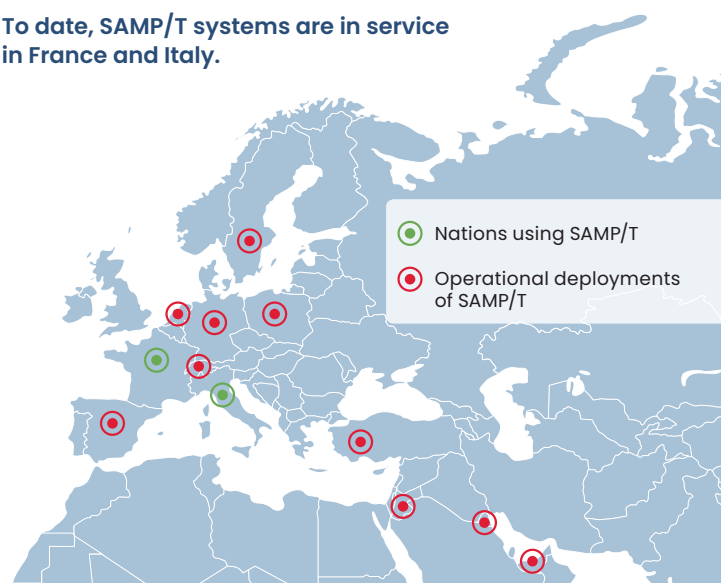 To date, SAMP/T systems are in service
in France and Italy.
Nations using SAMP/T
Operational deployments
of SAMP/T